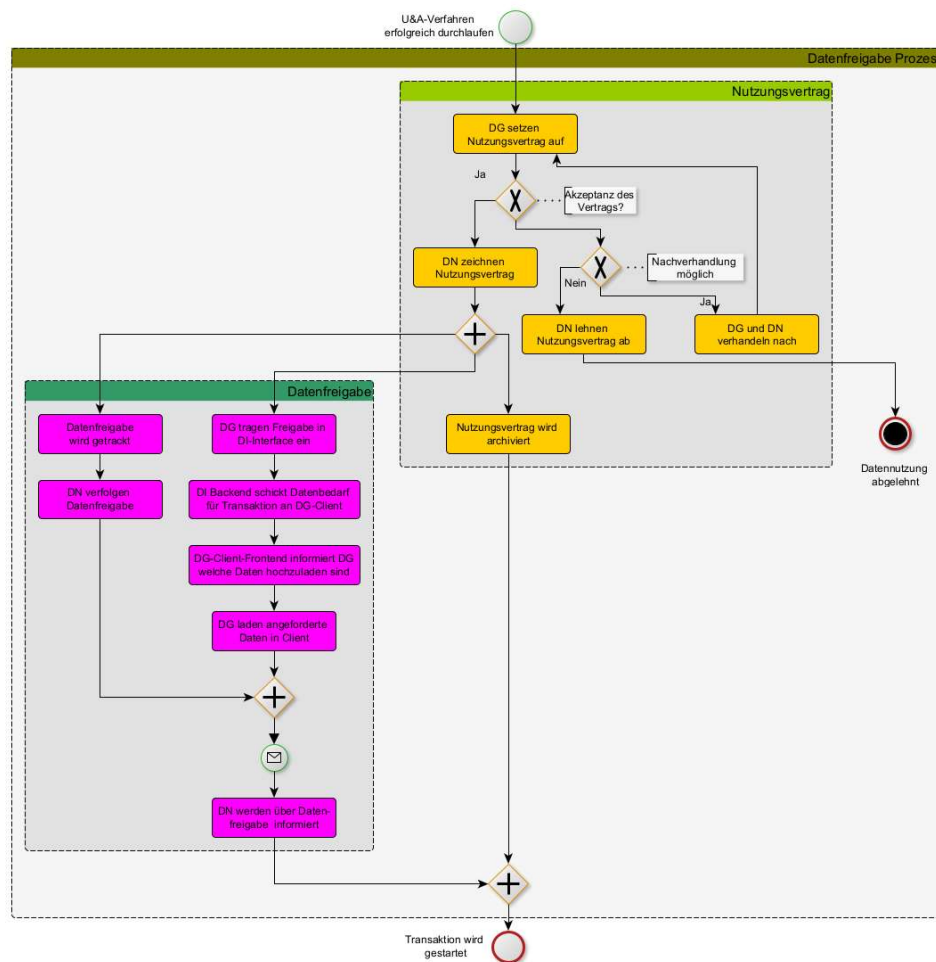 U&A-Verfahren
erfolgreich durchlaufen
Datenfreigabe Prozes
Nutzungsvertrag
DG setzen
Nutzungsvertrag auf
Ja
Akzeptanz des
Vertrags?
DN zeichnen
Nutzungsvertrag
Nachverhandlung
möglich
Nein
Ja
DN lehnen
Nutzungsvertrag ab
DG und DN
verhandeln nach
Datenfreigabe
Datenfreigabe
wird getrackt
DG tragen Freigabe in
DI-Interface ein
Nutzungsvertrag wird
archiviert
Datennutzung
abgelehnt
DN verfolgen
Datenfreigabe
DI Backend schickt Datenbedarf
für Transaktion an DG-Client
DG-Client-Frontend informiert DG
welche Daten hochzuladen sind
DG laden angeforderte
Daten in Client
DN werden über Daten-
freigabe informiert
Transaktion wird
gestartet